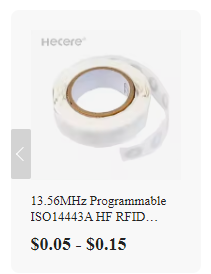 Hecere®
13.56MHz Programmable
ISO14443A HF RFID…
$0.05 - $0.15